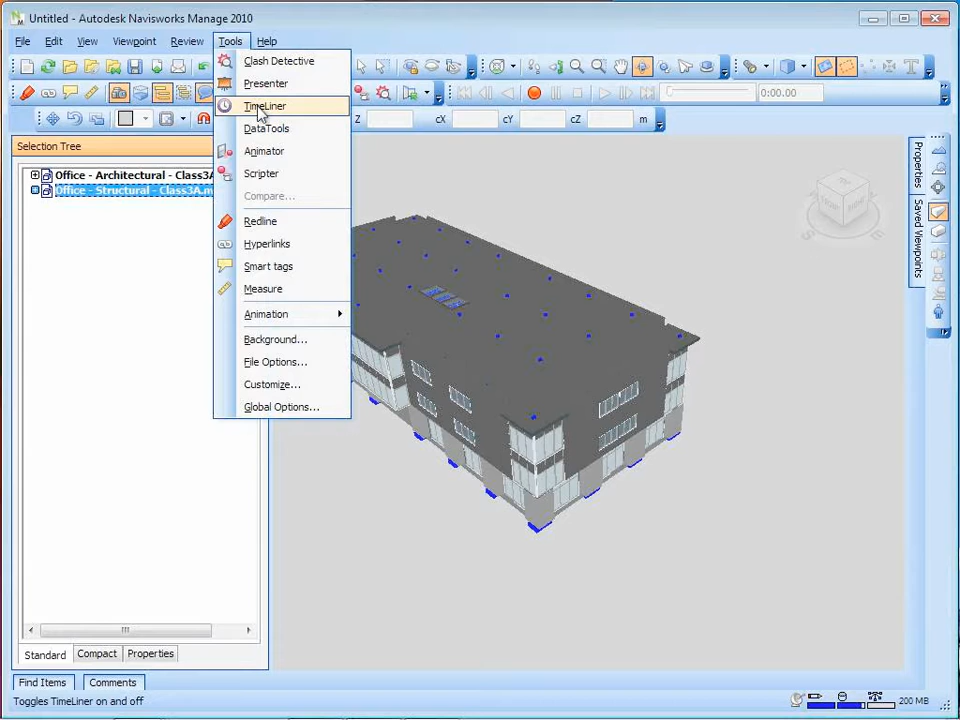 Untitled - Autodesk Navisworks Manage 2010
File Edit View Viewpoint Review Tools Help
0:00.00
Z cX cY cZ m
Clash Detective
Presenter
TimeLiner
DataTools
Animator
Scripter
Compare...
Redline
Hyperlinks
Smart tags
Measure
Animation
Background...
File Options...
Customize...
Global Options...
Selection Tree
Office - Architectural - Class3A
Office - Structural - Class3A.n
Properties
Saved Viewpoints
Standard Compact Properties
Find Items Comments
Toggles TimeLiner on and off
200 MB